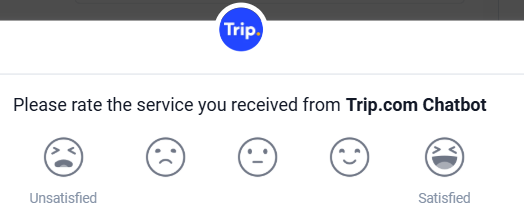 Trip.
Please rate the service you received from Trip.com Chatbot
Unsatisfied
Satisfied